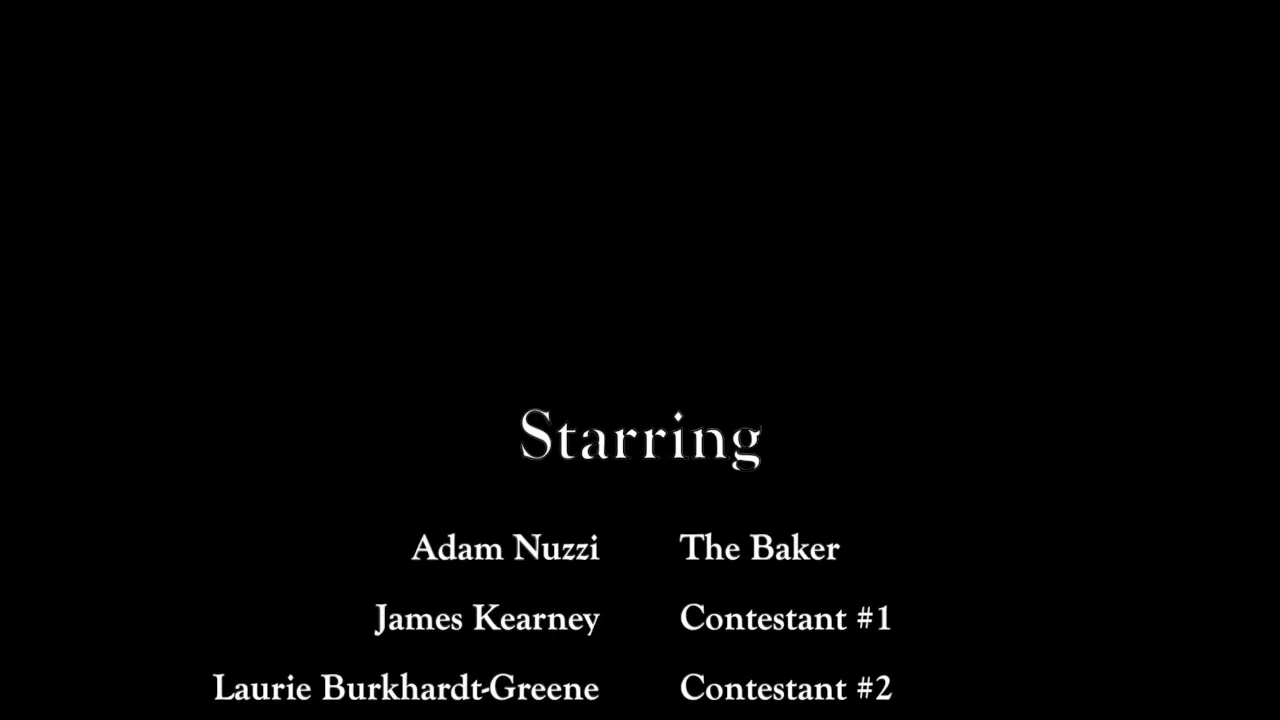 Starring
Adam Nuzzi The Baker
James Kearney Contestant #1
Laurie Burkhardt-Greene Contestant #2